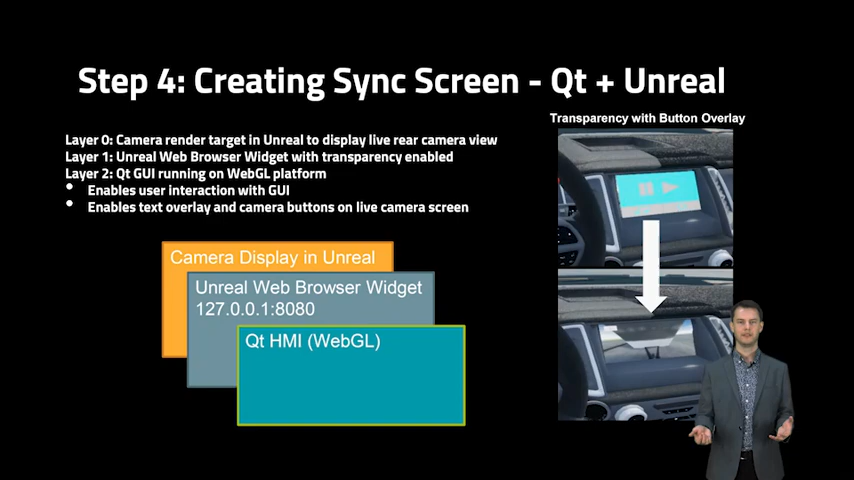 Step 4: Creating Sync Screen - Qt + Unreal
Transparency with Button Overlay
Layer 0: Camera render target in Unreal to display live rear camera view
Layer 1: Unreal Web Browser Widget with transparency enabled
Layer 2: Qt GUI running on WebGL platform
• Enables user interaction with GUI
• Enables text overlay and camera buttons on live camera screen
Camera Display in Unreal
Unreal Web Browser Widget
127.0.0.1:8080
Qt HMI (WebGL)